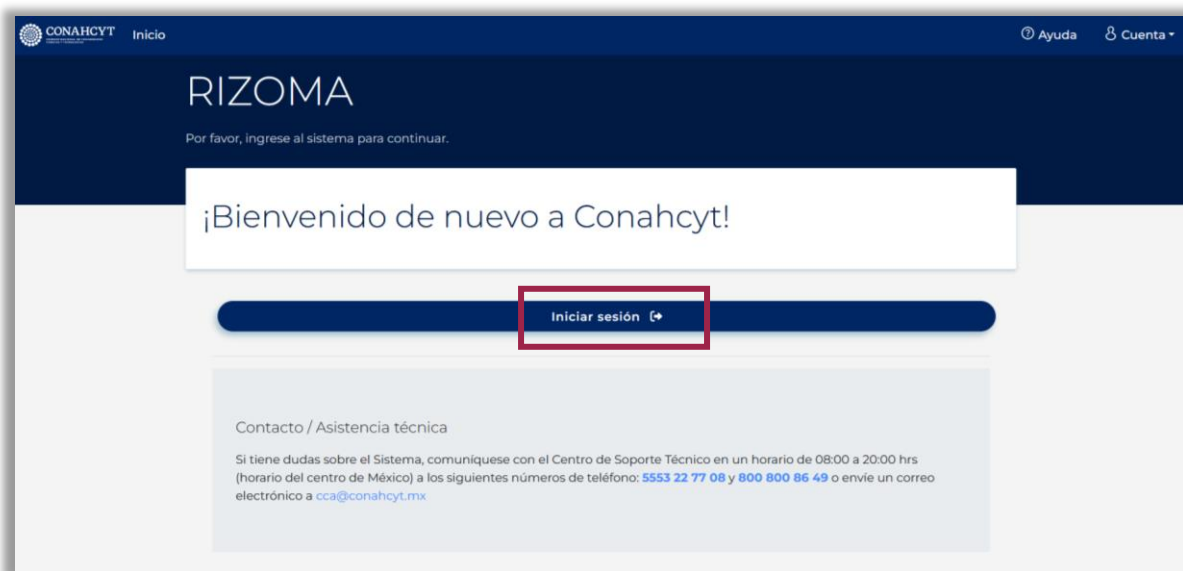 CONAHCYT Inicio Ayuda Cuenta
RIZOMA
Por favor, ingrese al sistema para continuar.
¡Bienvenido de nuevo a Conahcyt!
Iniciar sesión
Contacto / Asistencia técnica
Si tiene dudas sobre el Sistema, comuníquese con el Centro de Soporte Técnico en un horario de 08:00 a 20:00 hrs
(horario del centro de México) a los siguientes números de teléfono: 5553 22 77 08 y 800 800 86 49 o envíe un correo
electrónico a cca@conahcyt.mx